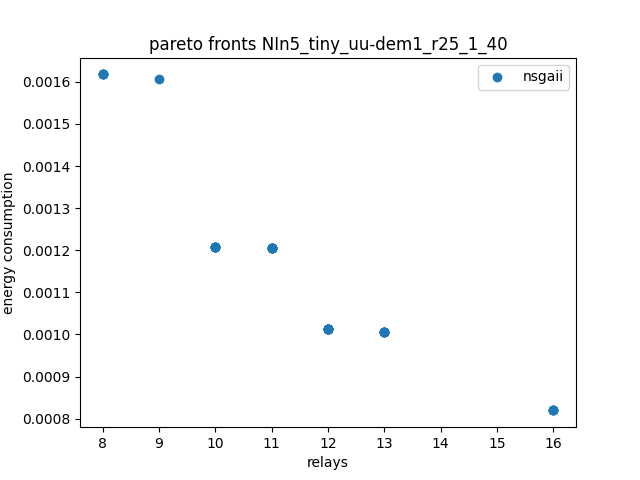 pareto fronts NIn5_tiny_uu-dem1_r25_1_40
nsgaii
energy consumption
0.0016
0.0015
0.0014
0.0013
0.0012
0.0011
0.0010
0.0009
0.0008
8 9 10 11 12 13 14 15 16
relays